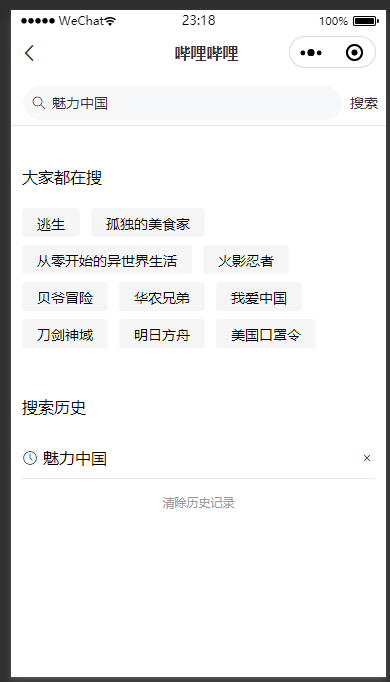 WeChat 23:18 100%
哔哩哔哩
魅力中国 搜索
大家都在搜
逃生 孤独的美食家
从零开始的异世界生活 火影忍者
贝爷冒险 华农兄弟 我爱中国
刀剑神域 明日方舟 美国口罩令
搜索历史
魅力中国 ×
清除历史记录